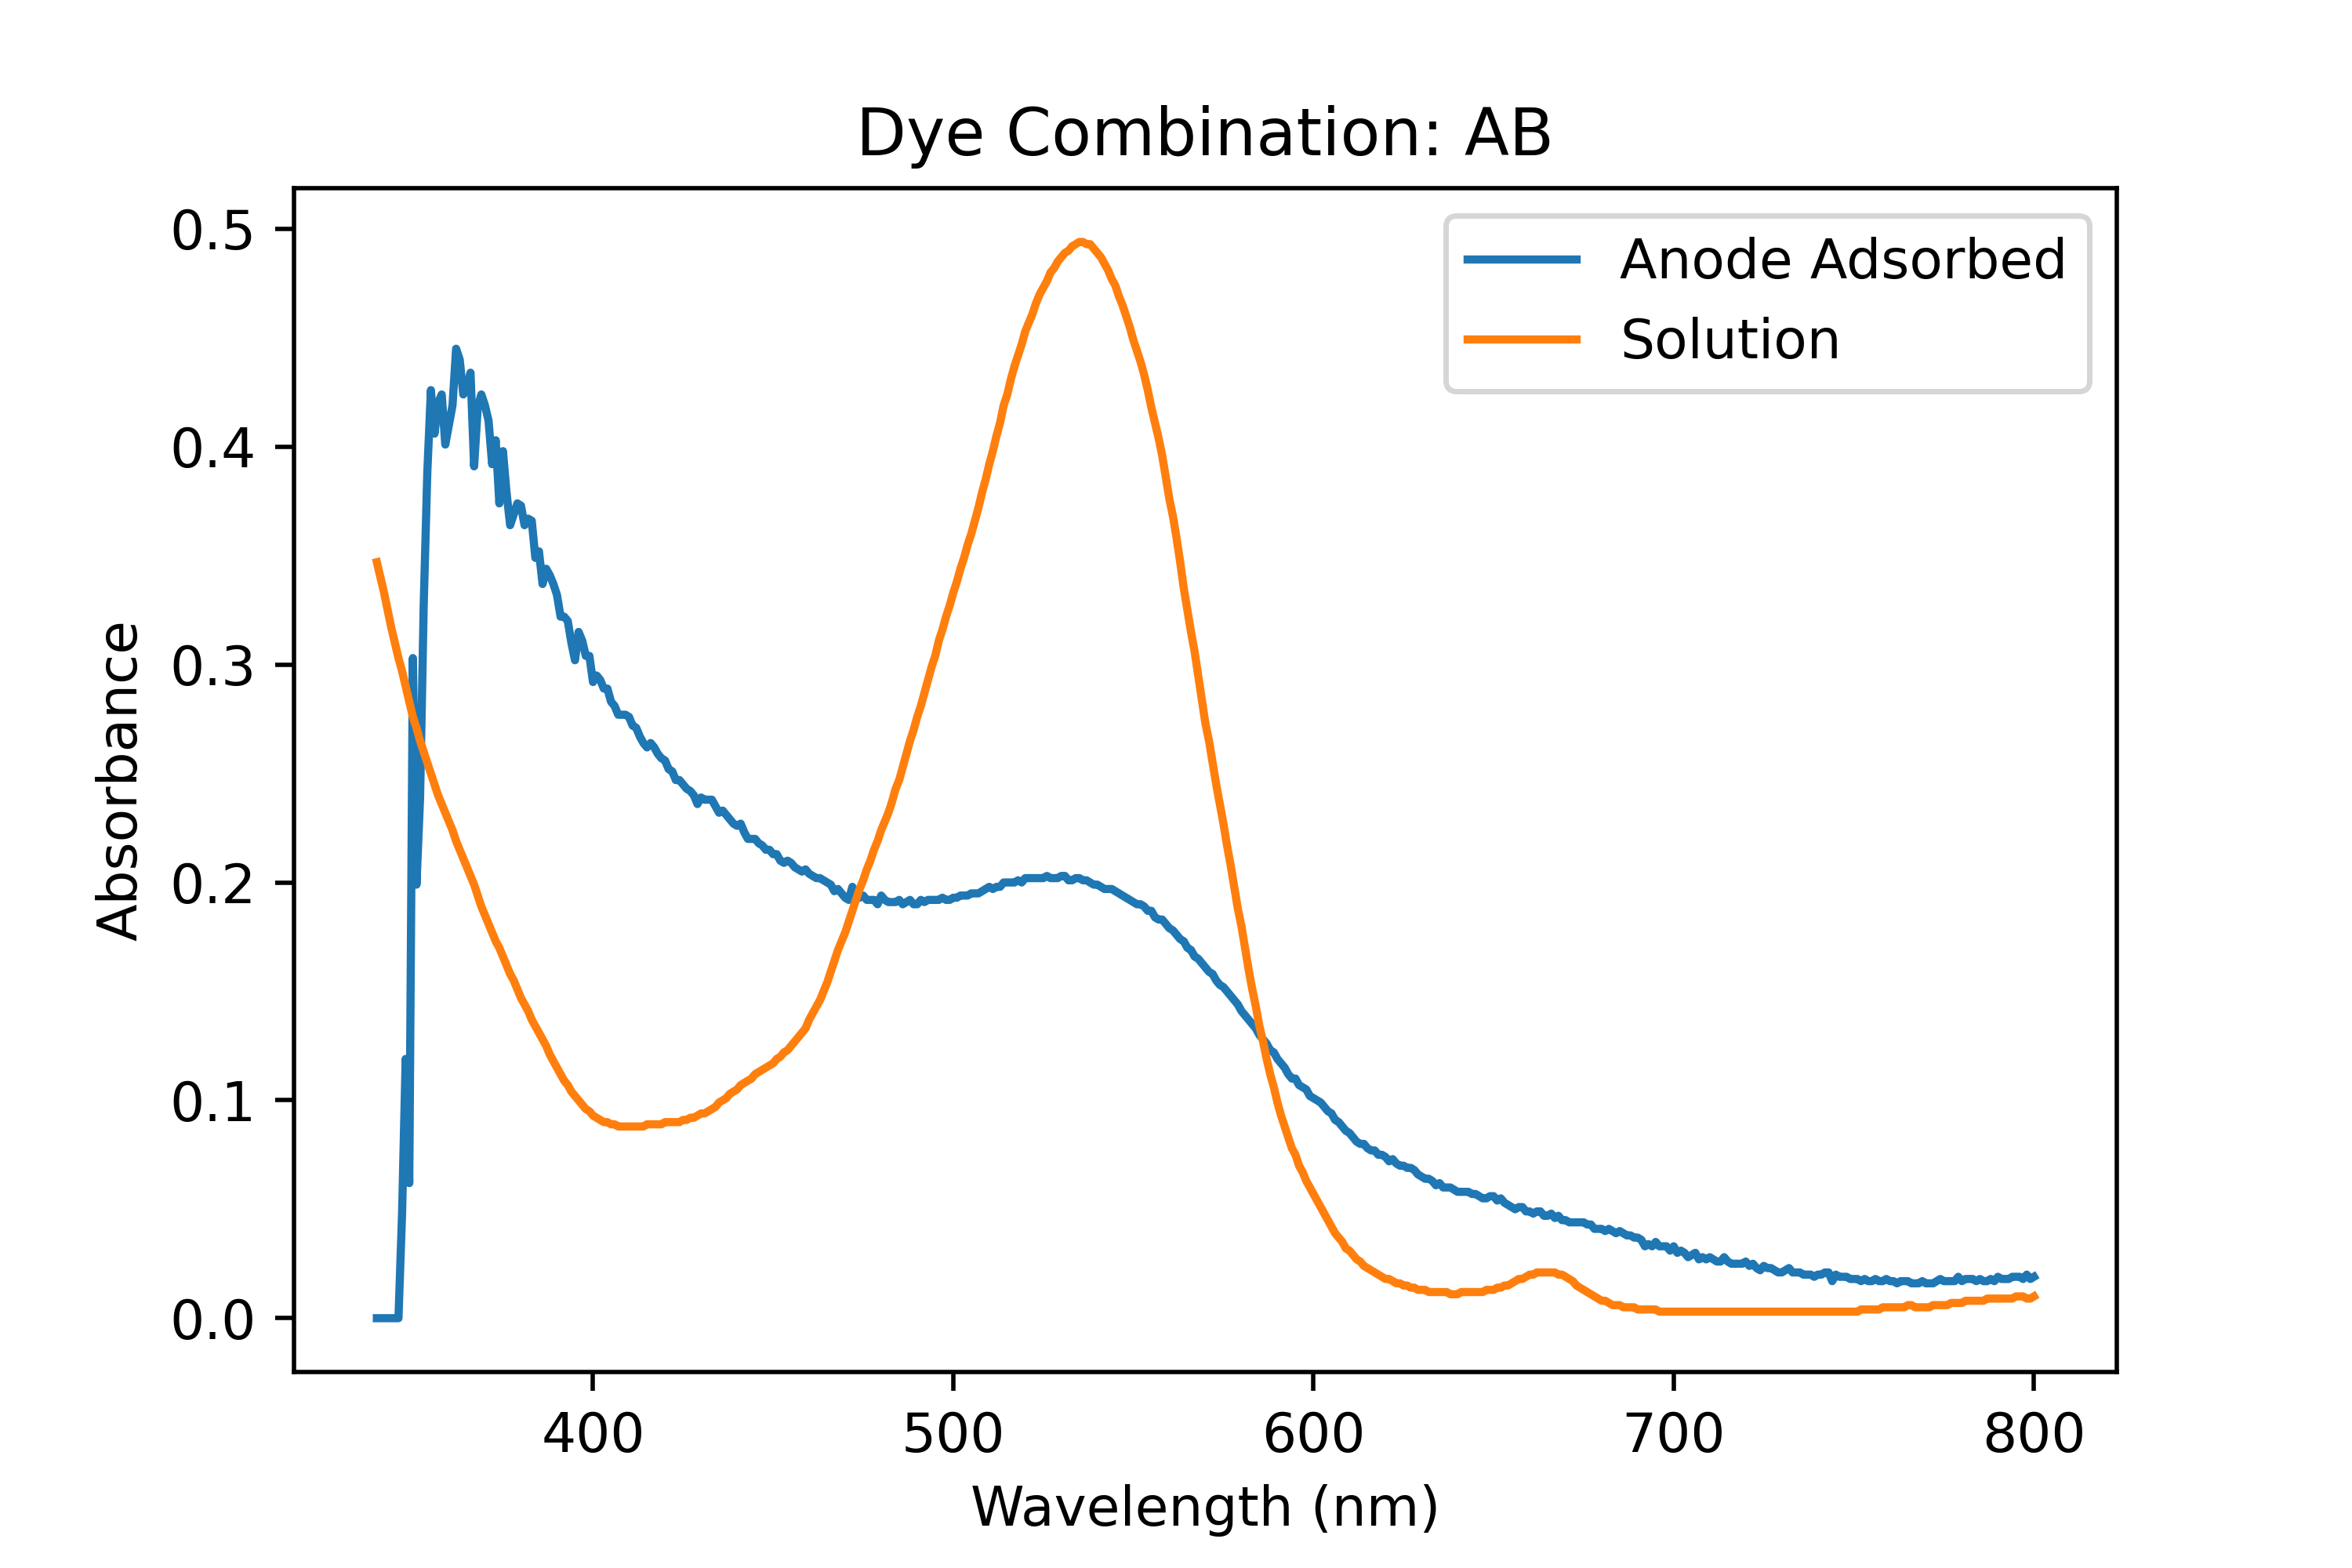 Dye Combination: AB
Anode Adsorbed
Solution
Absorbance
0.5
0.4
0.3
0.2
0.1
0.0
400 500 600 700 800
Wavelength (nm)